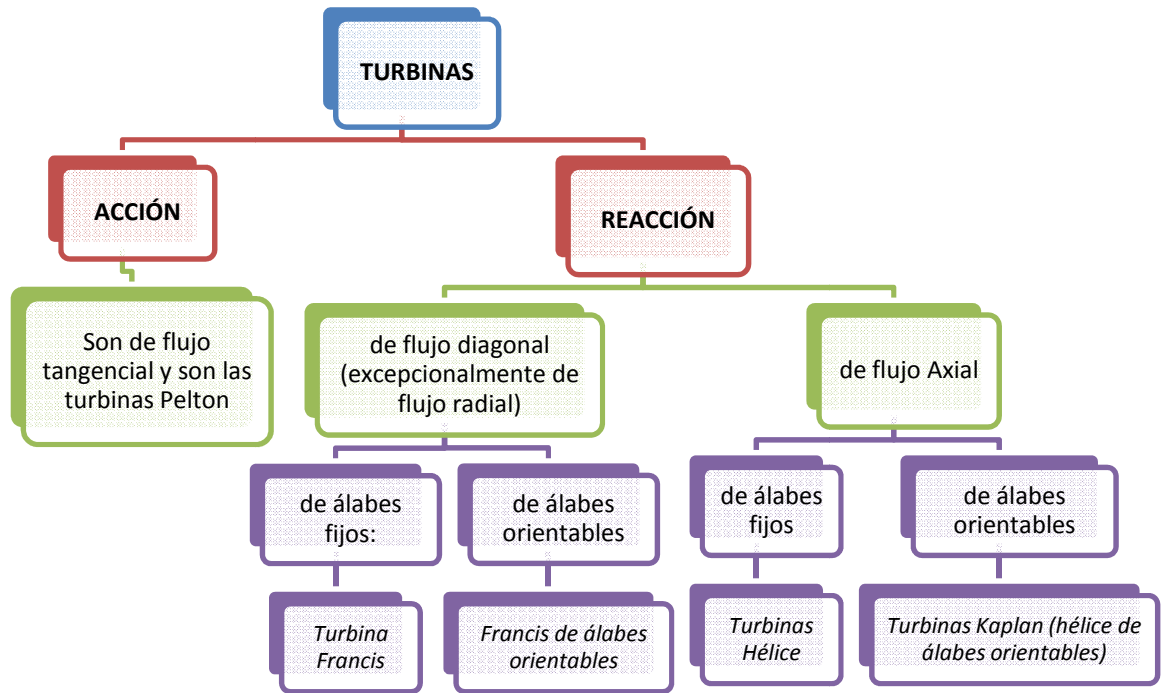 TURBINAS
ACCIÓN
REACCIÓN
Son de flujo
tangencial y son las
turbinas Pelton
de flujo diagonal
(excepcionalmente de
flujo radial)
de flujo Axial
de álabes
fijos:
de álabes
orientables
de álabes
fijos
de álabes
orientables
Turbina
Francis
Francis de álabes
orientables
Turbinas
Hélice
Turbinas Kaplan (hélice de
álabes orientables)